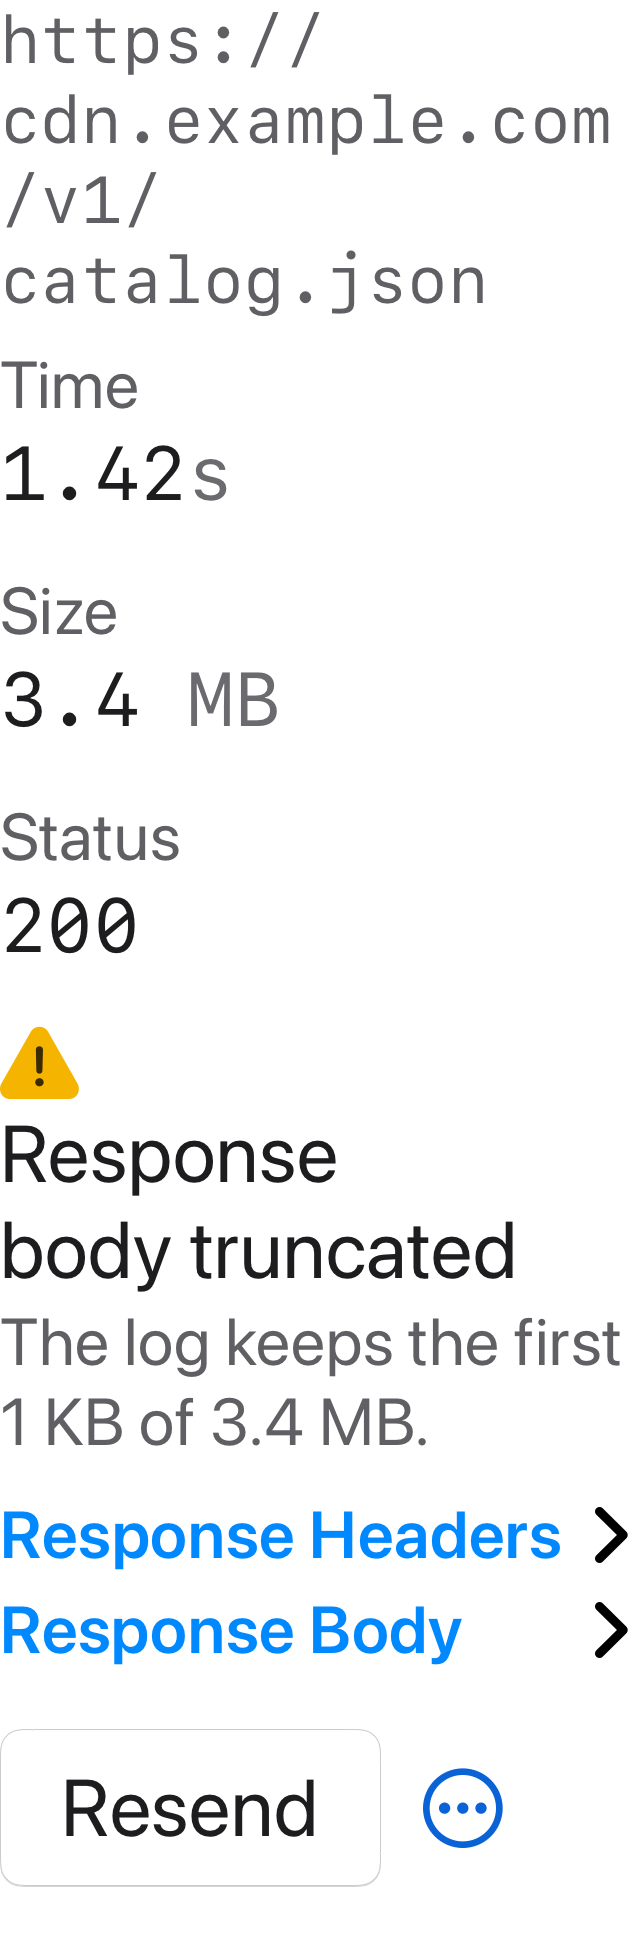 https://
cdn.example.com
/v1/
catalog.json
Time
1.42s
Size
3.4 MB
Status
200
Response
body truncated
The log keeps the first
1 KB of 3.4 MB.
Response Headers
Response Body
Resend